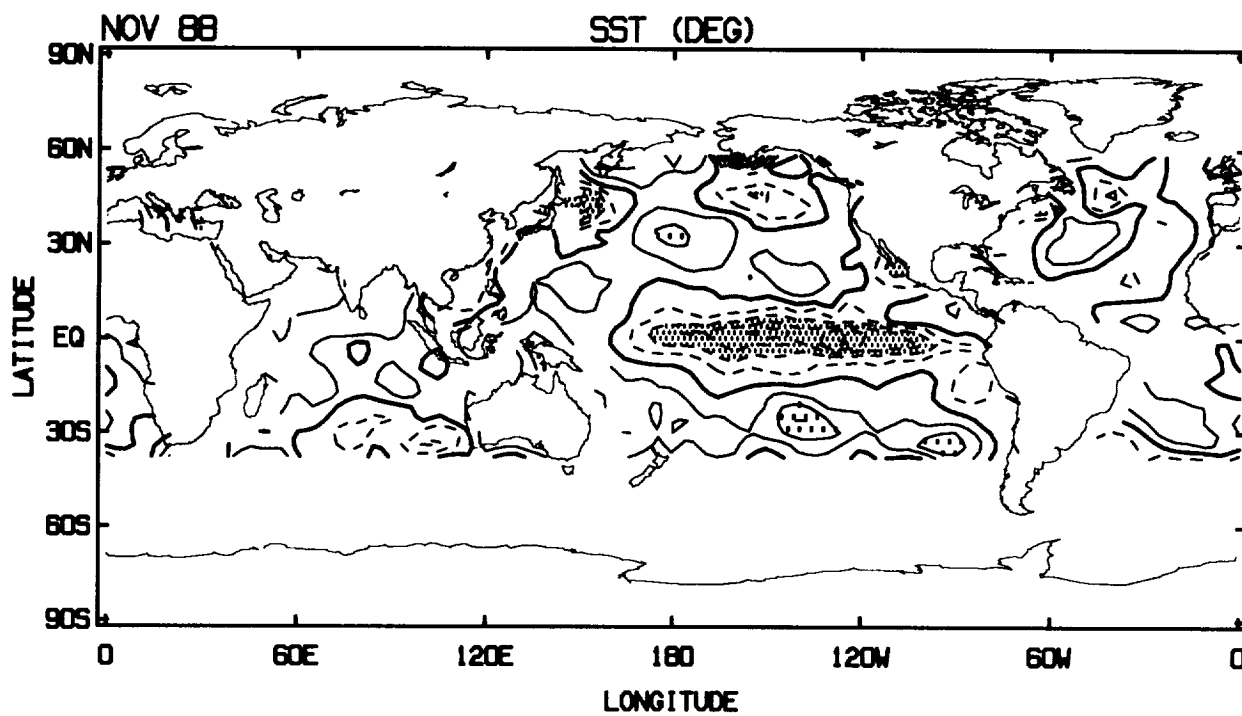 NOV 88 SST (DEG)
90N
60N
30N
EQ
30S
60S
90S
LATITUDE
0 60E 120E 180 120W 60W 0
LONGITUDE